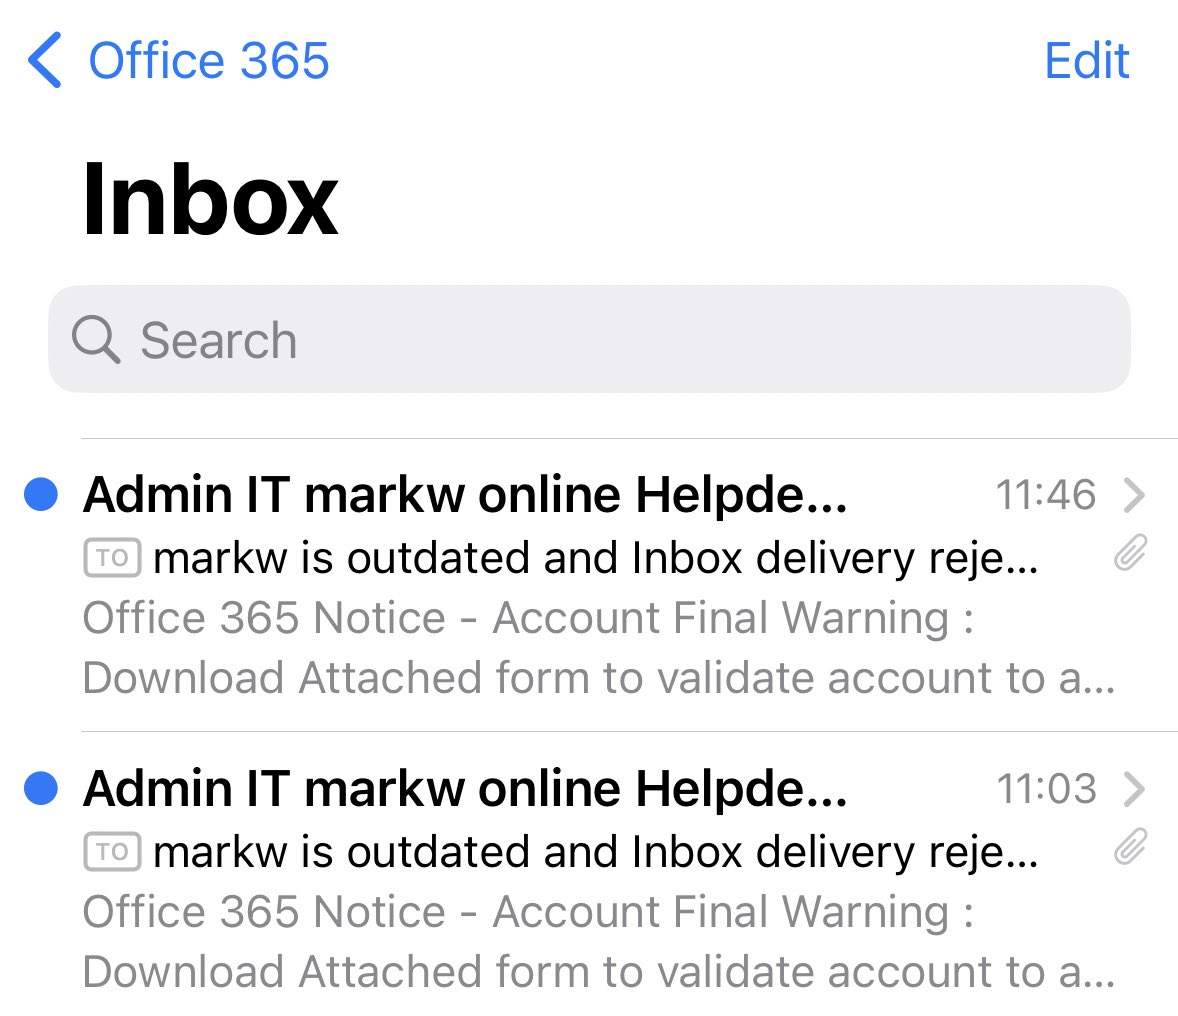 Office 365 Edit
Inbox
Search
Admin IT markw online Helpde... 11:46
TO markw is outdated and Inbox delivery reje...
Office 365 Notice - Account Final Warning :
Download Attached form to validate account to a...
Admin IT markw online Helpde... 11:03
TO markw is outdated and Inbox delivery reje...
Office 365 Notice - Account Final Warning :
Download Attached form to validate account to a...